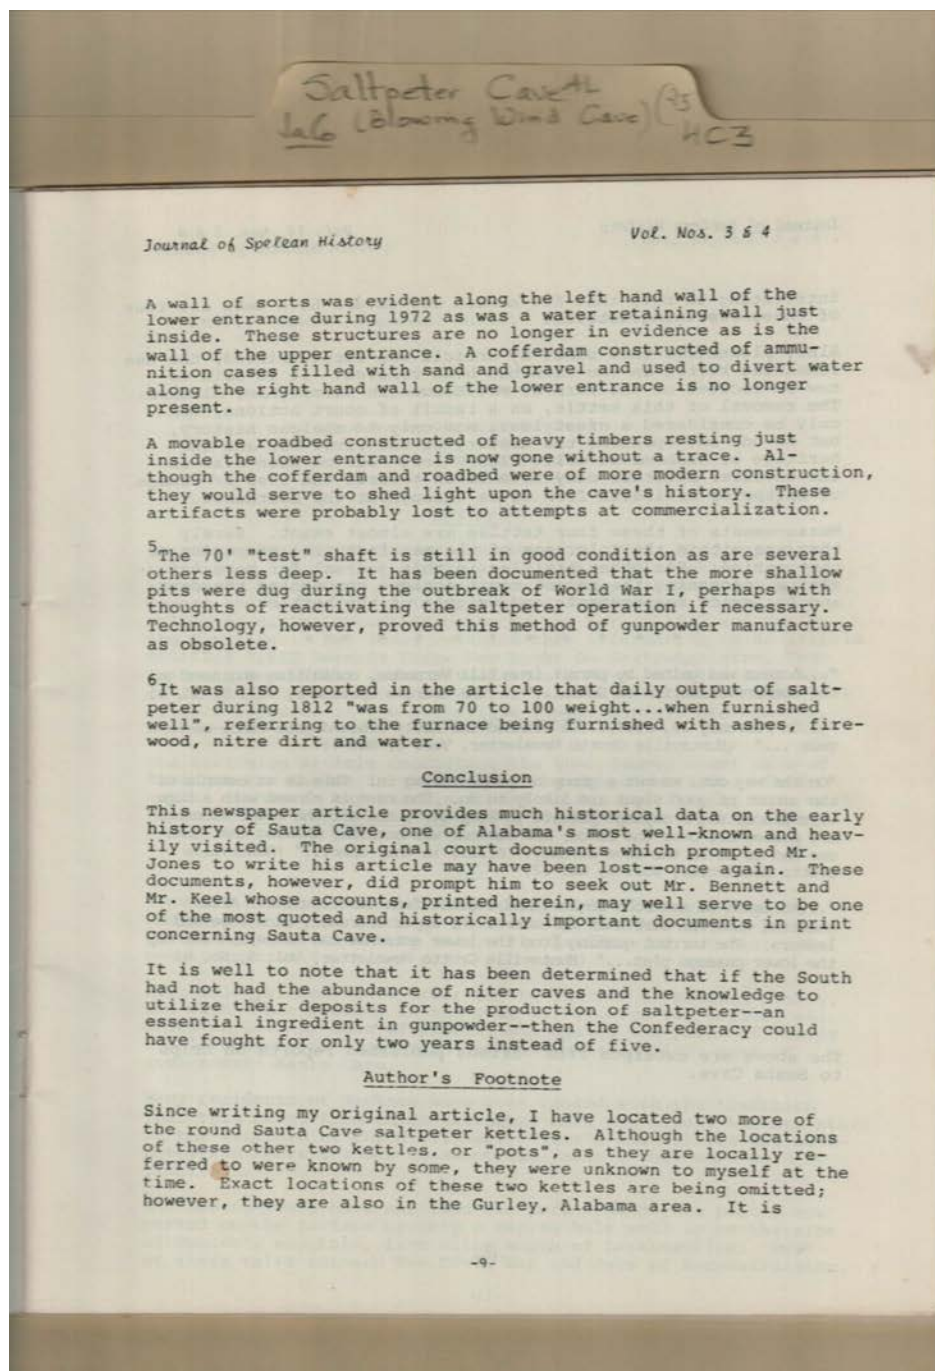 Saltpeter Cave AL
Ja6 (Blowing Wind Cave)
HC3
Journal of Spelean History
Vol. Nos. 3 & 4
A wall of sorts was evident along the left hand wall of the
lower entrance during 1972 as was a water retaining wall just
inside. These structures are no longer in evidence as is the
wall of the upper entrance. A cofferdam constructed of ammu-
nition cases filled with sand and gravel and used to divert water
along the right hand wall of the lower entrance is no longer
present.
A movable roadbed constructed of heavy timbers resting just
inside the lower entrance is now gone without a trace. Al-
though the cofferdam and roadbed were of more modern construction,
they would serve to shed light upon the cave's history. These
artifacts were probably lost to attempts at commercialization.
5The 70' "test" shaft is still in good condition as are several
others less deep. It has been documented that the more shallow
pits were dug during the outbreak of World War I, perhaps with
thoughts of reactivating the saltpeter operation if necessary.
Technology, however, proved this method of gunpowder manufacture
as obsolete.
6It was also reported in the article that daily output of salt-
peter during 1812 "was from 70 to 100 weight...when furnished
well", referring to the furnace being furnished with ashes, fire-
wood, nitre dirt and water.
Conclusion
This newspaper article provides much historical data on the early
history of Sauta Cave, one of Alabama's most well-known and heav-
ily visited. The original court documents which prompted Mr.
Jones to write his article may have been lost--once again. These
documents, however, did prompt him to seek out Mr. Bennett and
Mr. Keel whose accounts, printed herein, may well serve to be one
of the most quoted and historically important documents in print
concerning Sauta Cave.
It is well to note that it has been determined that if the South
had not had the abundance of niter caves and the knowledge to
utilize their deposits for the production of saltpeter--an
essential ingredient in gunpowder--then the Confederacy could
have fought for only two years instead of five.
Author's Footnote
Since writing my original article, I have located two more of
the round Sauta Cave saltpeter kettles. Although the locations
of these other two kettles, or "pots", as they are locally re-
ferred to were known by some, they were unknown to myself at the
time. Exact locations of these two kettles are being omitted;
however, they are also in the Gurley, Alabama area. It is
-9-